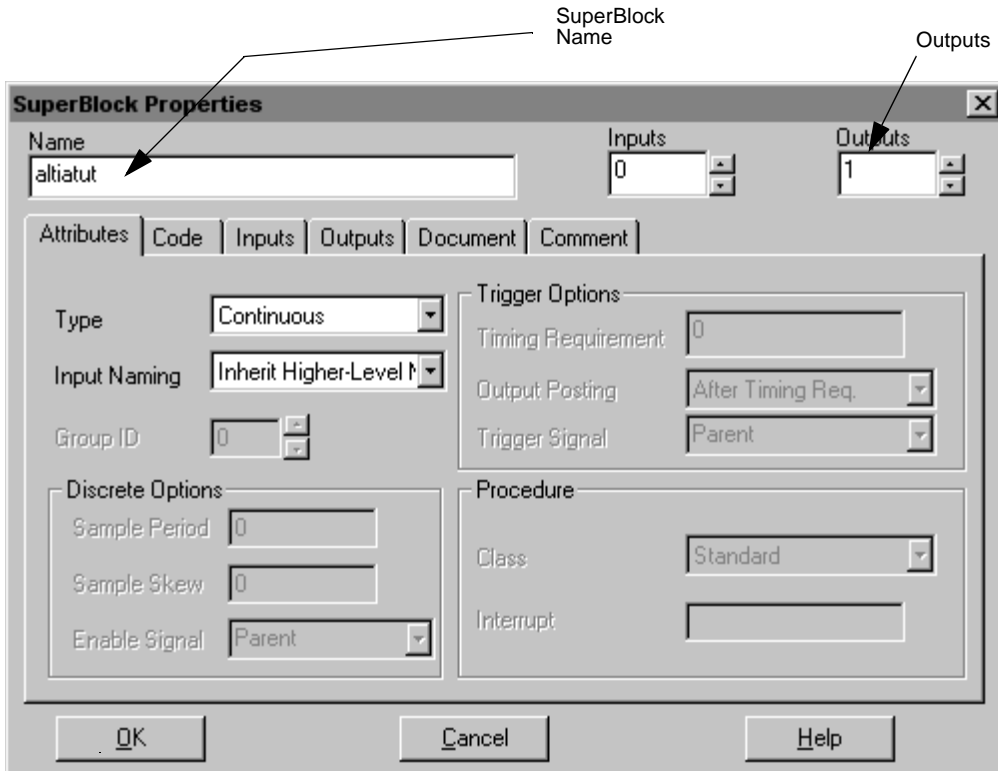 SuperBlock
Name
Outputs
SuperBlock Properties
Name
Inputs
Outputs
altiatut
0
1
Attributes
Code
Inputs
Outputs
Document
Comment
Type
Continuous
Input Naming
Inherit Higher-Level
Group ID
0
Discrete Options
Sample Period
0
Sample Skew
0
Enable Signal
Parent
Trigger Options
Timing Requirement
0
Output Posting
After Timing Req.
Trigger Signal
Parent
Procedure
Class
Standard
Interrupt
OK
Cancel
Help